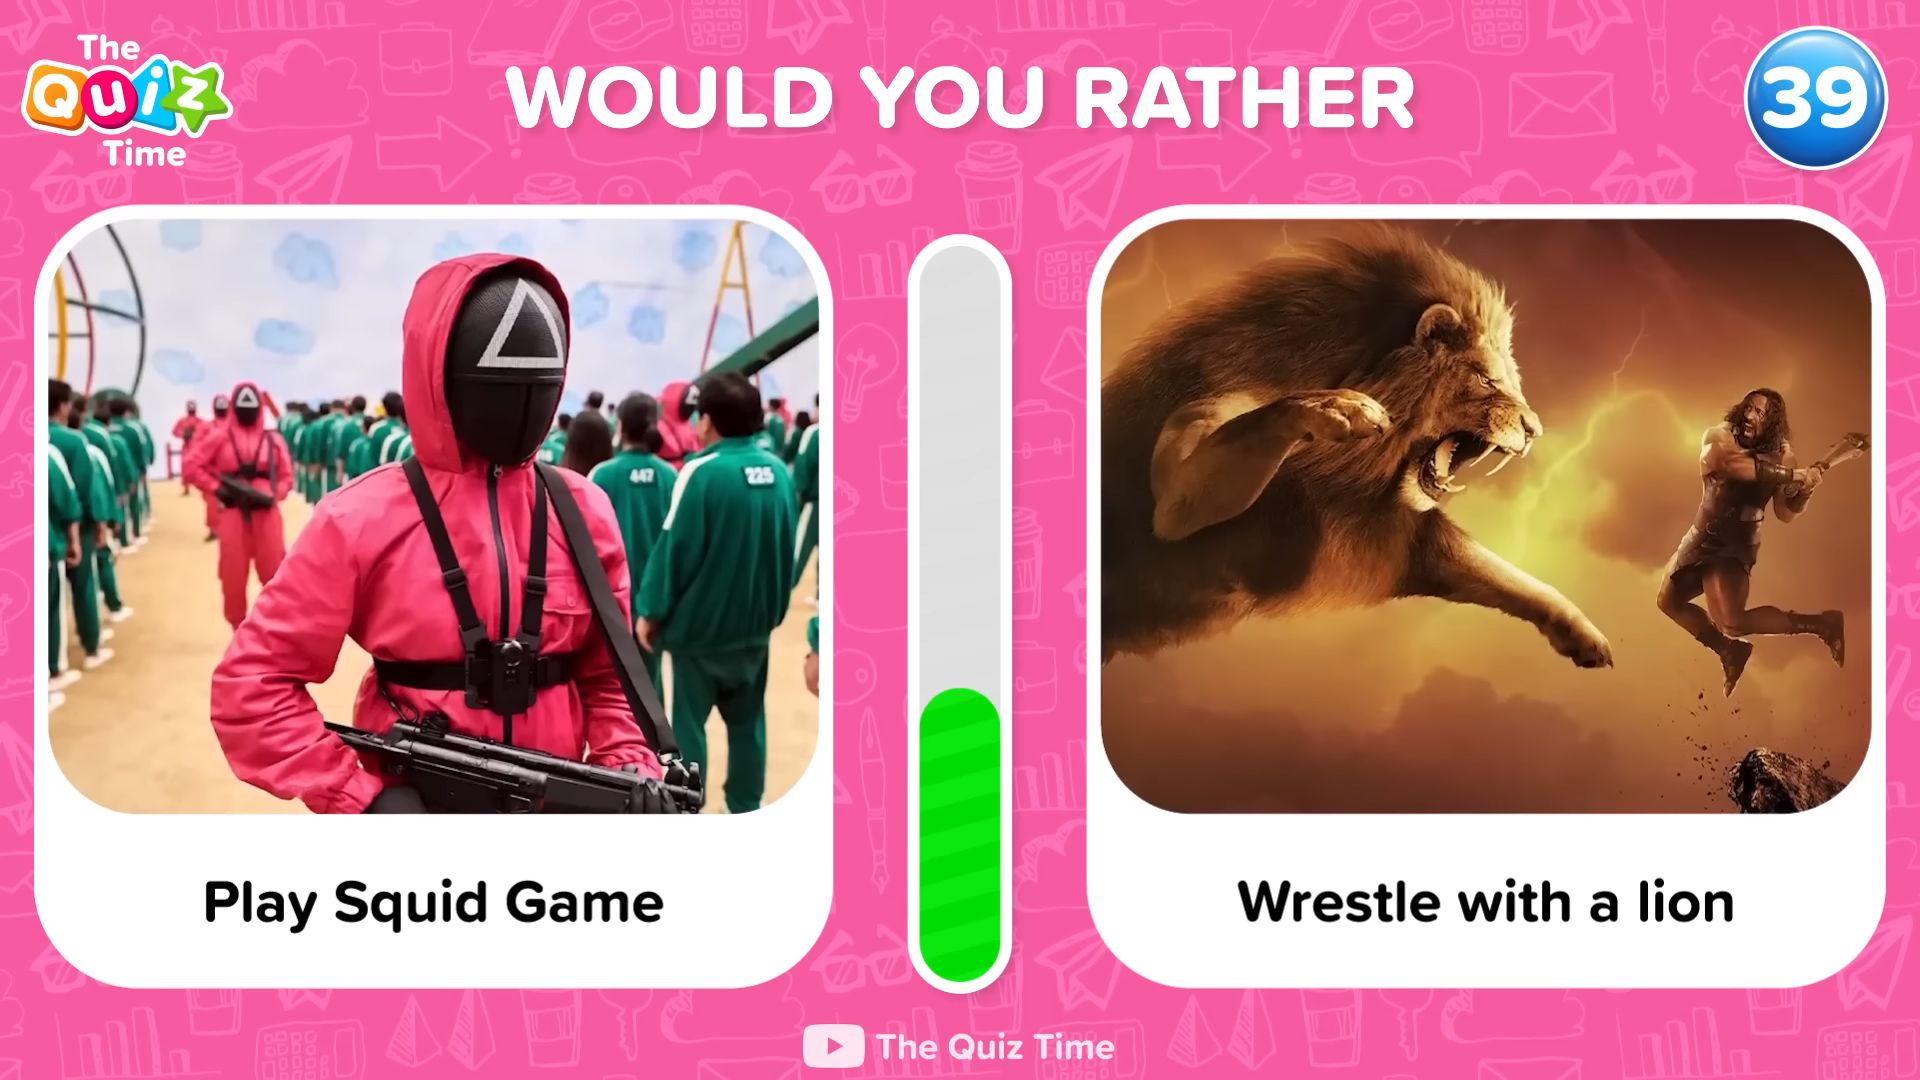 The
Quiz
Time
WOULD YOU RATHER
39
447
225
Play Squid Game
Wrestle with a lion
The Quiz Time